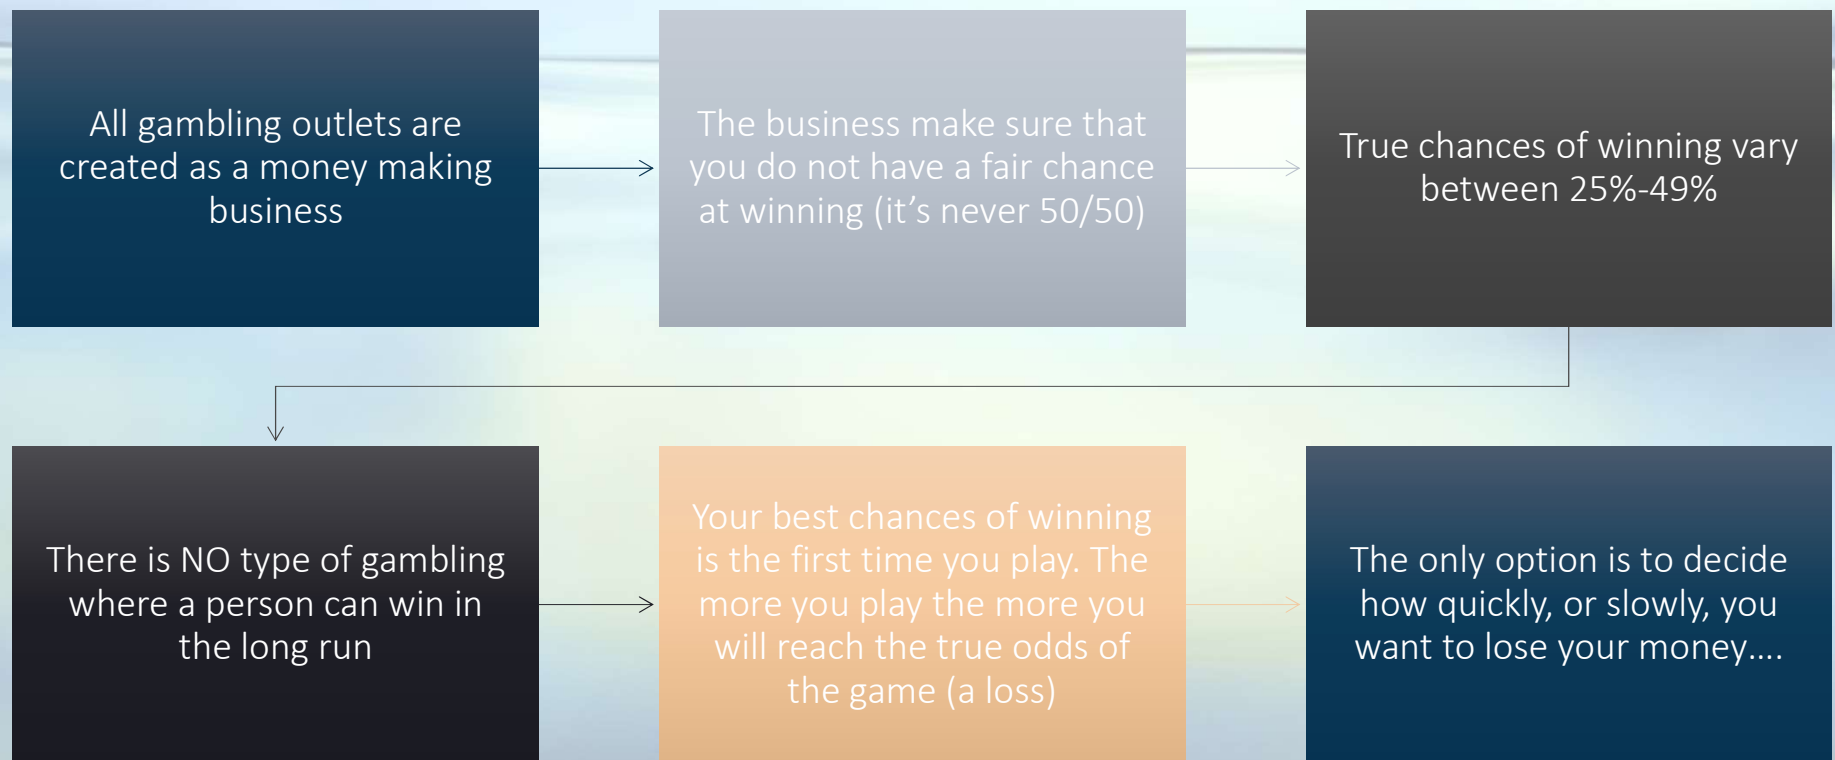 All gambling outlets are
created as a money making
business
The business make sure that
you do not have a fair chance
at winning (it’s never 50/50)
True chances of winning vary
between 25%-49%
There is NO type of gambling
where a person can win in
the long run
Your best chances of winning
is the first time you play. The
more you play the more you
will reach the true odds of
the game (a loss)
The only option is to decide
how quickly, or slowly, you
want to lose your money….